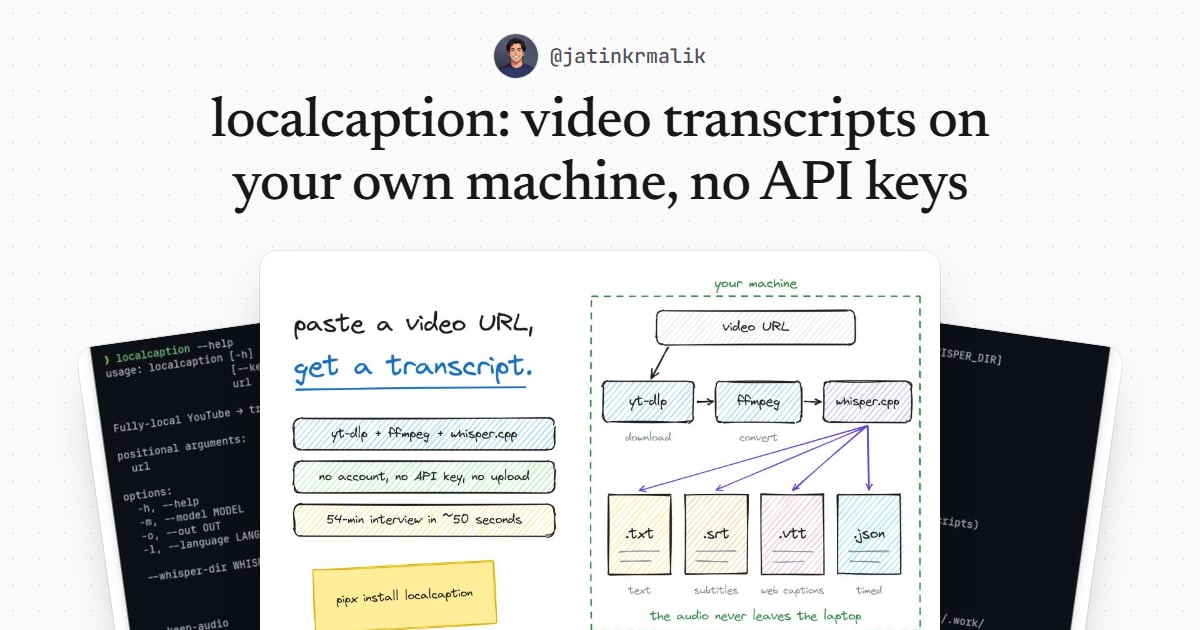 @jatinkrmalik
localcaption: video transcripts on
your own machine, no API keys
❯ localcaption --help
usage: localcaption [-h]
[--ke
url
Fully-local YouTube → tr
positional arguments:
url
options:
-h, --help
-m, --model MODEL
-o, --out OUT
-l, --language LANG
--whisper-dir WHIS
keep-audio
paste a video URL,
get a transcript.
yt-dlp + ffmpeg + whisper.cpp
no account, no API key, no upload
54-min interview in ~50 seconds
pipx install localcaption
your machine
video URL
yt-dlp
ffmpeg
whisper.cpp
download
convert
.txt
.srt
.vtt
.json
text
subtitles
web captions
timed
the audio never leaves the laptop
ISPER_DIR]
cripts)
/.work/